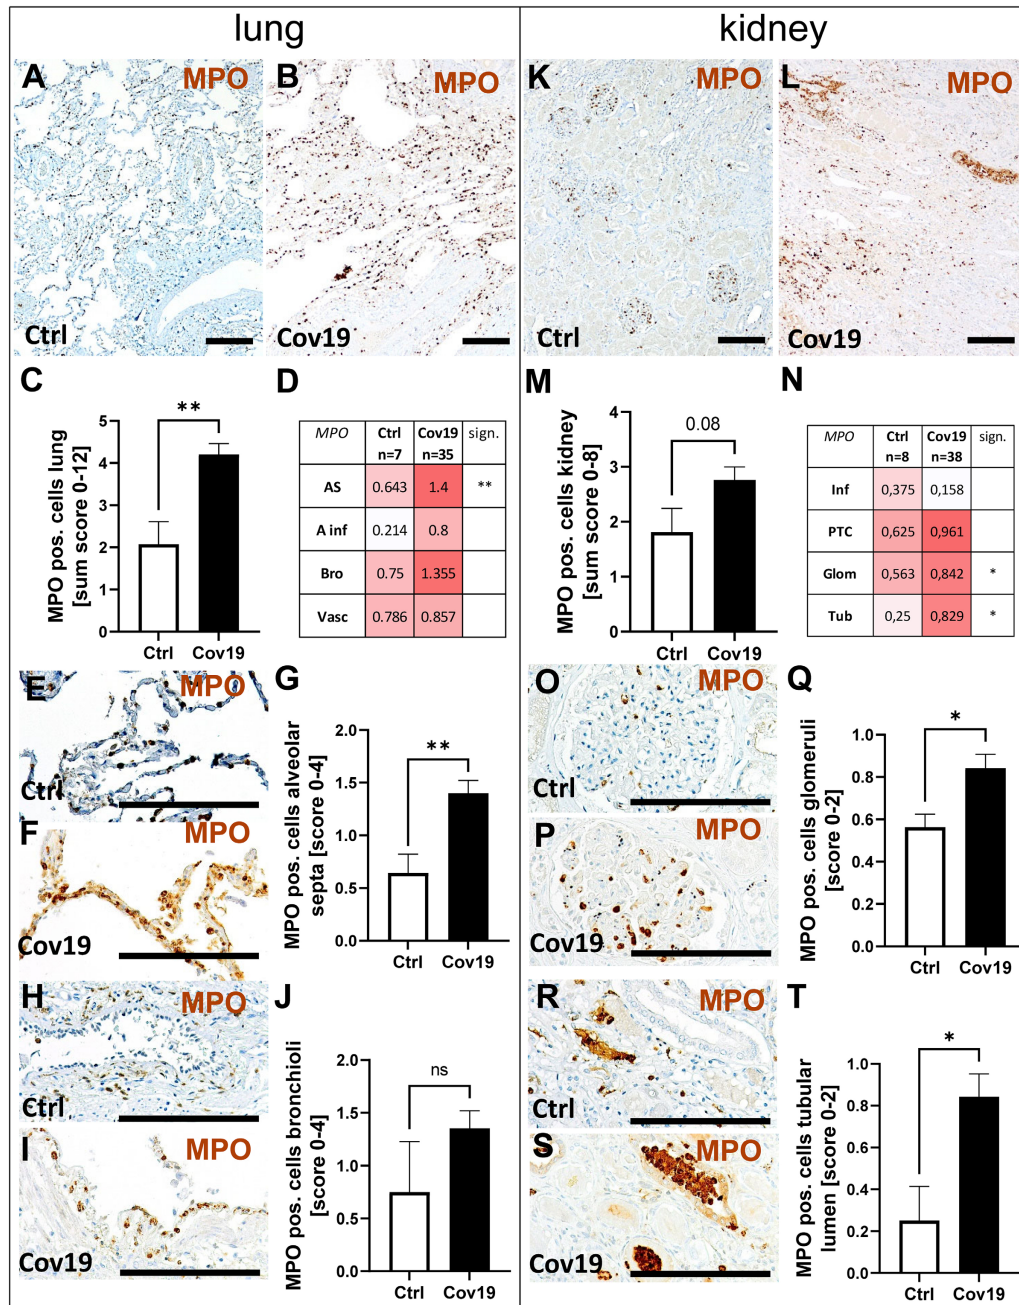 lung
kidney
A MPO
B MPO
K MPO
L MPO
Ctrl
Cov19
Ctrl
Cov19
C
MPO pos. cells lung
[sum score 0-12]
5
4
3
2
1
0
**
Ctrl Cov19
D
MPO Ctrl n=7 Cov19 n=35 sign.
AS 0.643 1.4 **
A inf 0.214 0.8
Bro 0.75 1.355
Vasc 0.786 0.857
M
MPO pos. cells kidney
[sum score 0-8]
4
3
2
1
0
0.08
Ctrl Cov19
N
MPO Ctrl n=8 Cov19 n=38 sign.
Inf 0,375 0,158
PTC 0,625 0,961
Glom 0,563 0,842 *
Tub 0,25 0,829 *
E MPO
Ctrl
F MPO
Cov19
G
MPO pos. cells alveolar
septa [score 0-4]
2.0
1.5
1.0
0.5
0.0
**
Ctrl Cov19
H MPO
Ctrl
I MPO
Cov19
J
MPO pos. cells bronchioli
[score 0-4]
2.0
1.5
1.0
0.5
0.0
ns
Ctrl Cov19
O MPO
Ctrl
P MPO
Cov19
Q
MPO pos. cells glomeruli
[score 0-2]
1.0
0.8
0.6
0.4
0.2
0.0
*
Ctrl Cov19
R MPO
Ctrl
S MPO
Cov19
T
MPO pos. cells tubular
lumen [score 0-2]
1.0
0.8
0.6
0.4
0.2
0.0
*
Ctrl Cov19